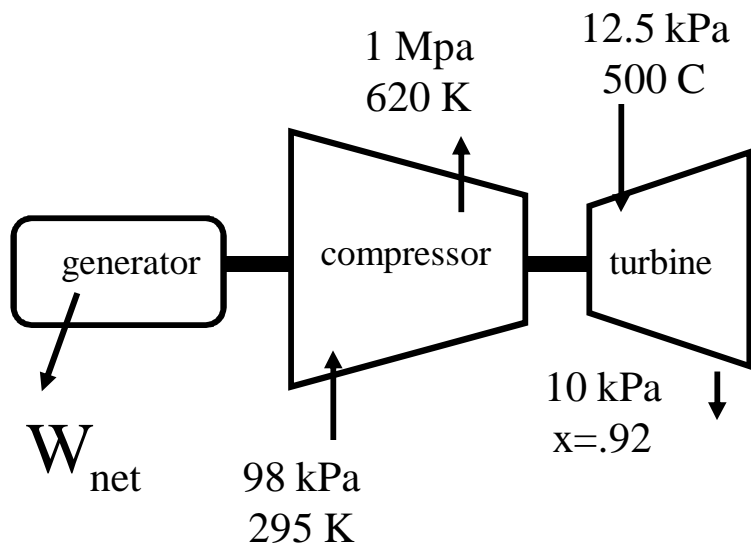 1 Mpa
620 K
12.5 kPa
500 C
generator
compressor
turbine
W net
98 kPa
295 K
10 kPa
x=.92